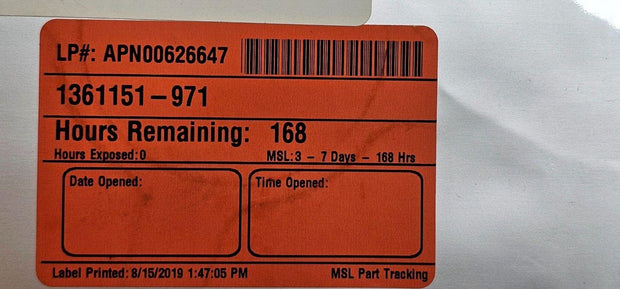 LP#: APN00626647
1361151-971
Hours Remaining: 168
Hours Exposed:0 MSL:3 - 7 Days - 168 Hrs
Date Opened: Time Opened:
Label Printed: 8/15/2019 1:47:05 PM MSL Part Tracking